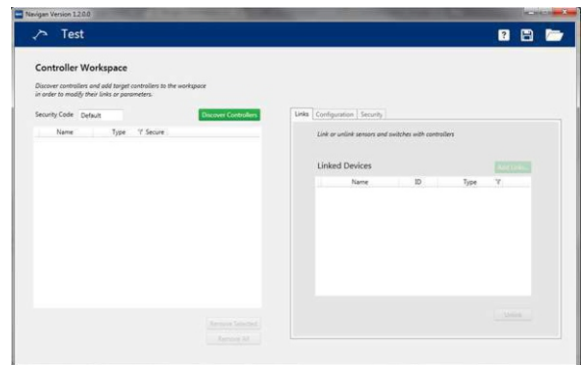 Navigan Version 1.2.0.0
Test
Controller Workspace
Discover controllers and add target controllers to the workspace
in order to modify their links or parameters.
Security Code Default Discover Controllers
Name Type Secure
Remove Selected
Remove All
Links Configuration Security
Link or unlink sensors and switches with controllers
Linked Devices Add Links...
Name ID Type
Unlink